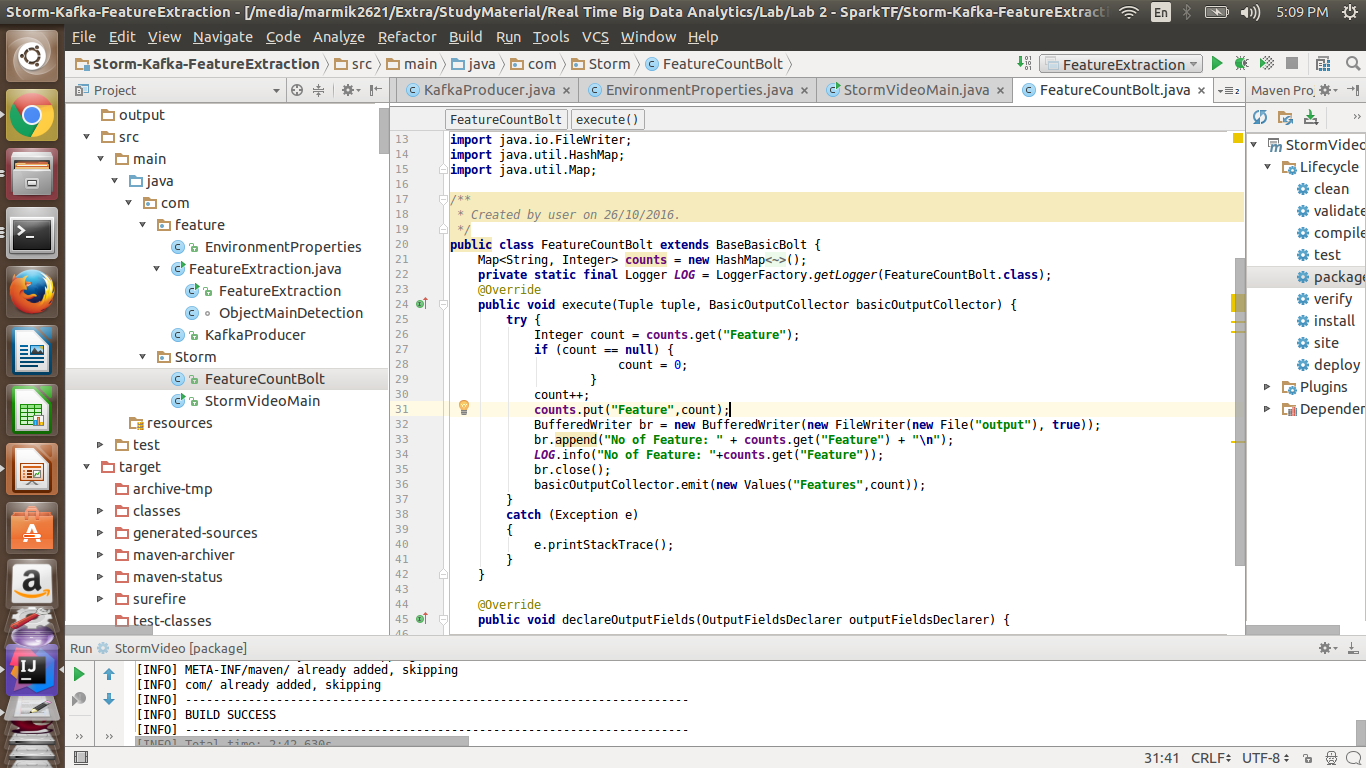 Storm-Kafka-FeatureExtraction - [/media/marmik2621/Extra/StudyMaterial/Real Time Big Data Analytics/Lab/Lab 2 - SparkTF/Storm-Kafka-FeatureExtracti
En
5:09 PM
File Edit View Navigate Code Analyze Refactor Build Run Tools VCS Window Help
Storm-Kafka-FeatureExtraction src main java com Storm FeatureCountBolt
FeatureExtraction
Project
KafkaProducer.java EnvironmentProperties.java StormVideoMain.java FeatureCountBolt.java
Maven Pro
output
src
main
java
com
feature
EnvironmentProperties
FeatureExtraction.java
FeatureExtraction
ObjectMainDetection
KafkaProducer
Storm
FeatureCountBolt
StormVideoMain
resources
test
target
archive-tmp
classes
generated-sources
maven-archiver
maven-status
surefire
test-classes
FeatureCountBolt execute()
13 import java.io.FileWriter;
14 import java.util.HashMap;
15 import java.util.Map;
16
17 /**
18 * Created by user on 26/10/2016.
19 */
20 public class FeatureCountBolt extends BaseBasicBolt {
21 Map<String, Integer> counts = new HashMap<~>();
22 private static final Logger LOG = LoggerFactory.getLogger(FeatureCountBolt.class);
23 @Override
24 public void execute(Tuple tuple, BasicOutputCollector basicOutputCollector) {
25 try {
26 Integer count = counts.get("Feature");
27 if (count == null) {
28 count = 0;
29 }
30 count++;
31 counts.put("Feature",count);
32 BufferedWriter br = new BufferedWriter(new FileWriter(new File("output"), true));
33 br.append("No of Feature: " + counts.get("Feature") + "\n");
34 LOG.info("No of Feature: "+counts.get("Feature"));
35 br.close();
36 basicOutputCollector.emit(new Values("Features",count));
37 }
38 catch (Exception e)
39 {
40 e.printStackTrace();
41 }
42 }
43
44 @Override
45 public void declareOutputFields(OutputFieldsDeclarer outputFieldsDeclarer) {
46
StormVideo
Lifecycle
clean
validate
compile
test
package
verify
install
site
deploy
Plugins
Dependen
Run StormVideo [package]
[INFO] META-INF/maven/ already added, skipping
[INFO] com/ already added, skipping
[INFO] ------------------------------------------------------------------------
[INFO] BUILD SUCCESS
[INFO] ------------------------------------------------------------------------
[INFO] Total time: 2:42.630s
31:41 CRLF UTF-8